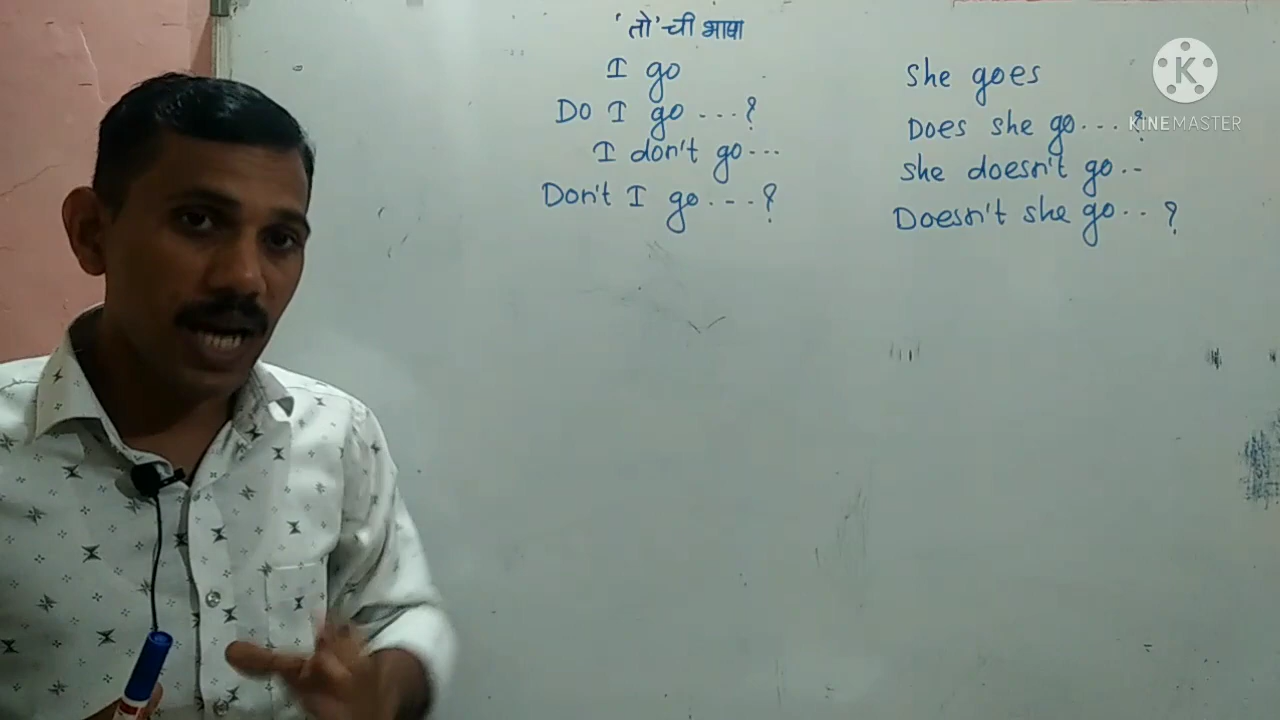 'तो' ची भाषा
I go
Do I go ---?
I don't go---
Don't I go---?
She goes
Does she go---?
she doesn't go--
Doesn't she go--?
K
KINEMASTER